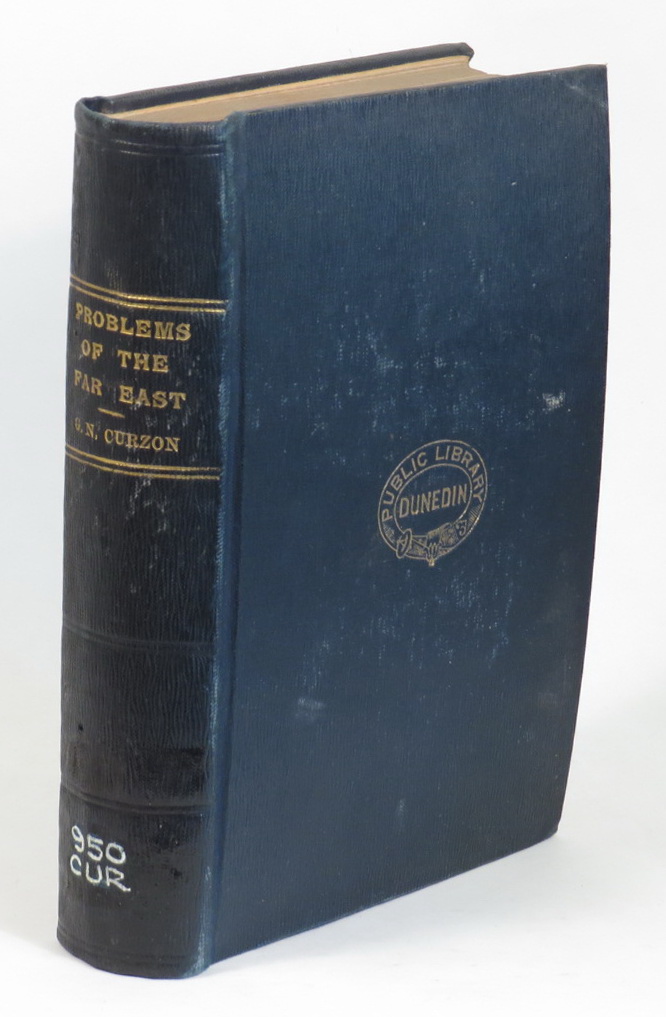 PROBLEMS
OF THE
FAR EAST
G. N. CURZON
950
CUR
PUBLIC LIBRARY
DUNEDIN